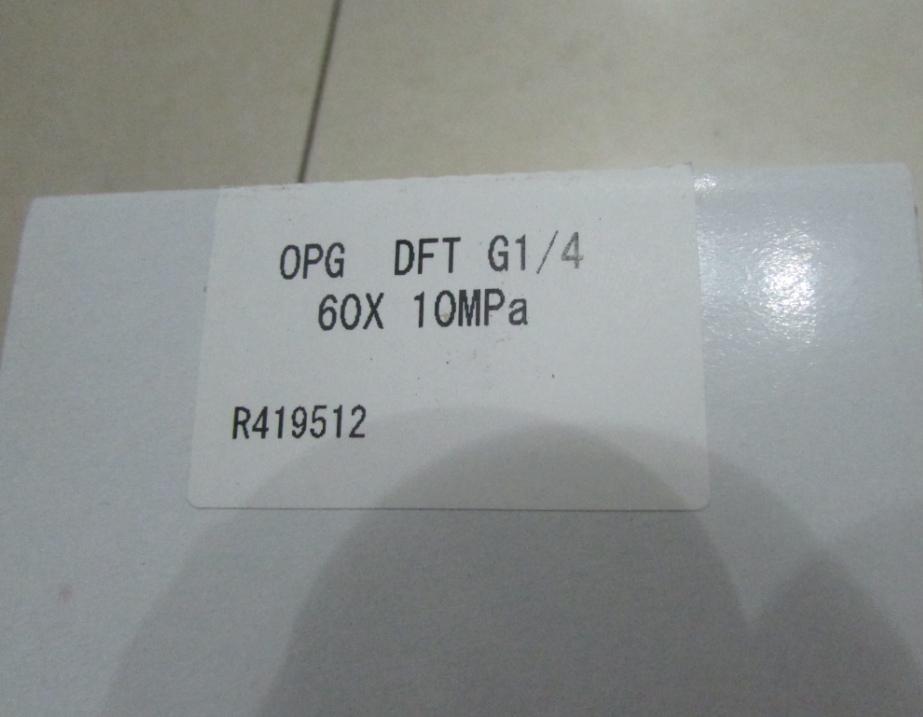 OPG DFT G1/4
60X 10MPa
R419512